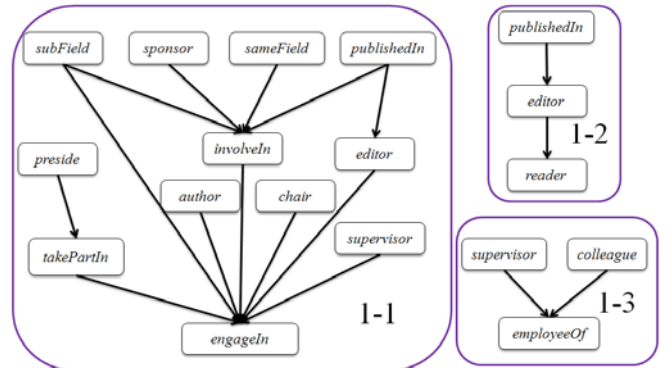 subField
sponsor
sameField
publishedIn
involveIn
editor
preside
author
chair
supervisor
takePartIn
engageIn
1-1
publishedIn
editor
1-2
reader
supervisor
colleague
1-3
employeeOf